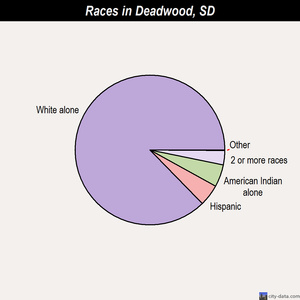 Races in Deadwood, SD
White alone
Other
2 or more races
American Indian
alone
Hispanic
city-data.com